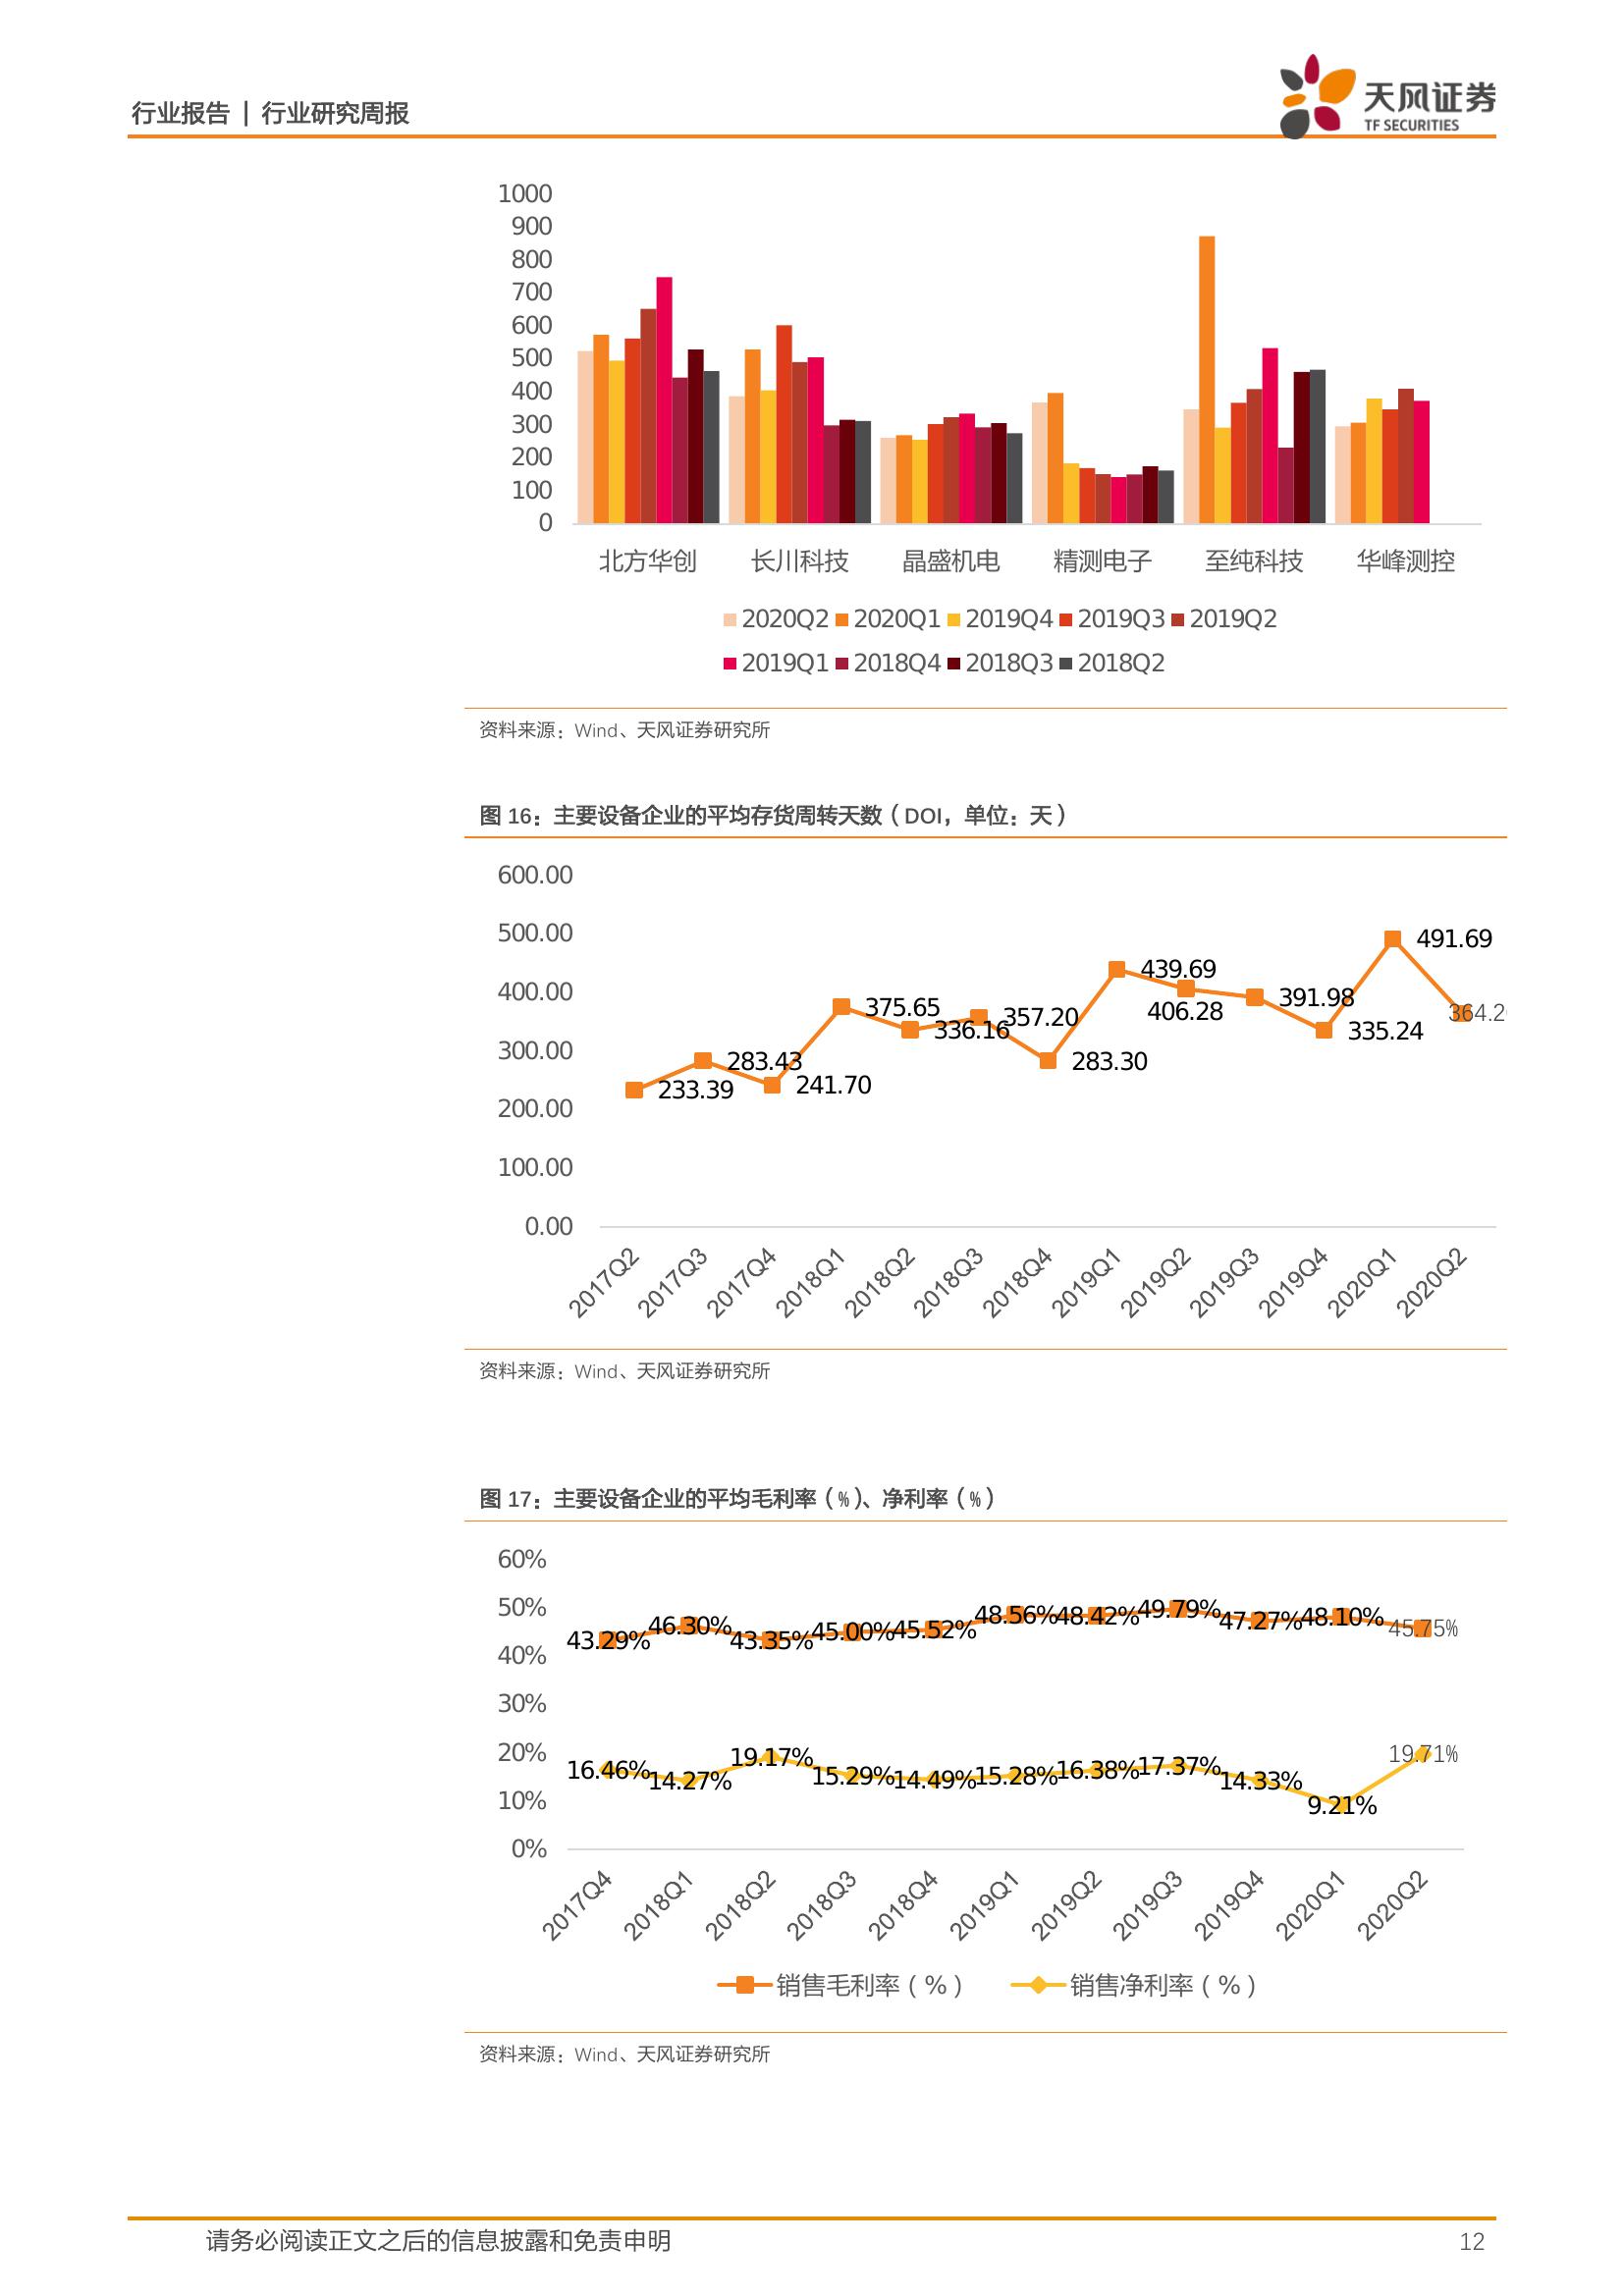 行业报告 | 行业研究周报
天风证券
TF SECURITIES
1000
900
800
700
600
500
400
300
200
100
0
北方华创 长川科技 晶盛机电 精测电子 至纯科技 华峰测控
2020Q2 2020Q1 2019Q4 2019Q3 2019Q2
2019Q1 2018Q4 2018Q3 2018Q2
资料来源：Wind、天风证券研究所
图 16：主要设备企业的平均存货周转天数（DOI，单位：天）
600.00
500.00
400.00
300.00
200.00
100.00
0.00
233.39
283.43
241.70
375.65
336.16
357.20
283.30
439.69
406.28
391.98
335.24
491.69
2017Q2 2017Q3 2017Q4 2018Q1 2018Q2 2018Q3 2018Q4 2019Q1 2019Q2 2019Q3 2019Q4 2020Q1 2020Q2
资料来源：Wind、天风证券研究所
图 17：主要设备企业的平均毛利率（%）、净利率（%）
60%
50%
40%
30%
20%
10%
0%
43.29% 46.30% 43.35% 45.00% 45.52% 48.56% 48.42% 49.79% 47.27% 48.10% 45.75%
16.46% 14.27% 19.17% 15.29% 14.49% 15.28% 16.38% 17.37% 14.33% 9.21% 19.71%
2017Q4 2018Q1 2018Q2 2018Q3 2018Q4 2019Q1 2019Q2 2019Q3 2019Q4 2020Q1 2020Q2
销售毛利率（%） 销售净利率（%）
资料来源：Wind、天风证券研究所
请务必阅读正文之后的信息披露和免责申明 12